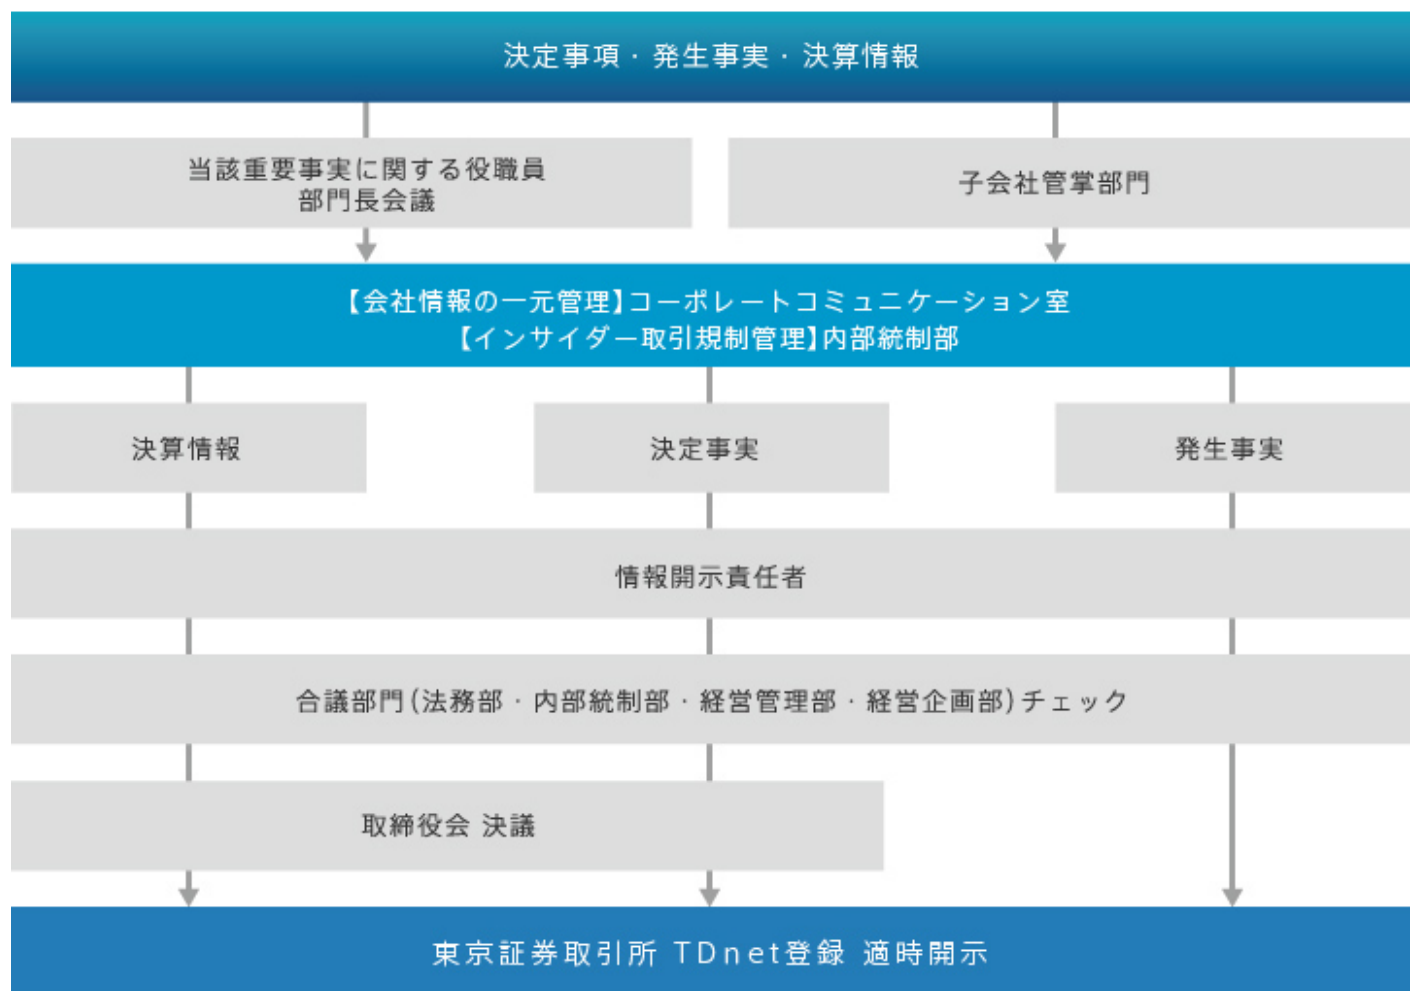 決定事項・発生事実・決算情報
当該重要事実に関する役職員
部門長会議
子会社管掌部門
【会社情報の一元管理】コーポレートコミュニケーション室
【インサイダー取引規制管理】内部統制部
決算情報
決定事実
発生事実
情報開示責任者
合議部門(法務部・内部統制部・経営管理部・経営企画部)チェック
取締役会 決議
東京証券取引所 TDnet登録 適時開示